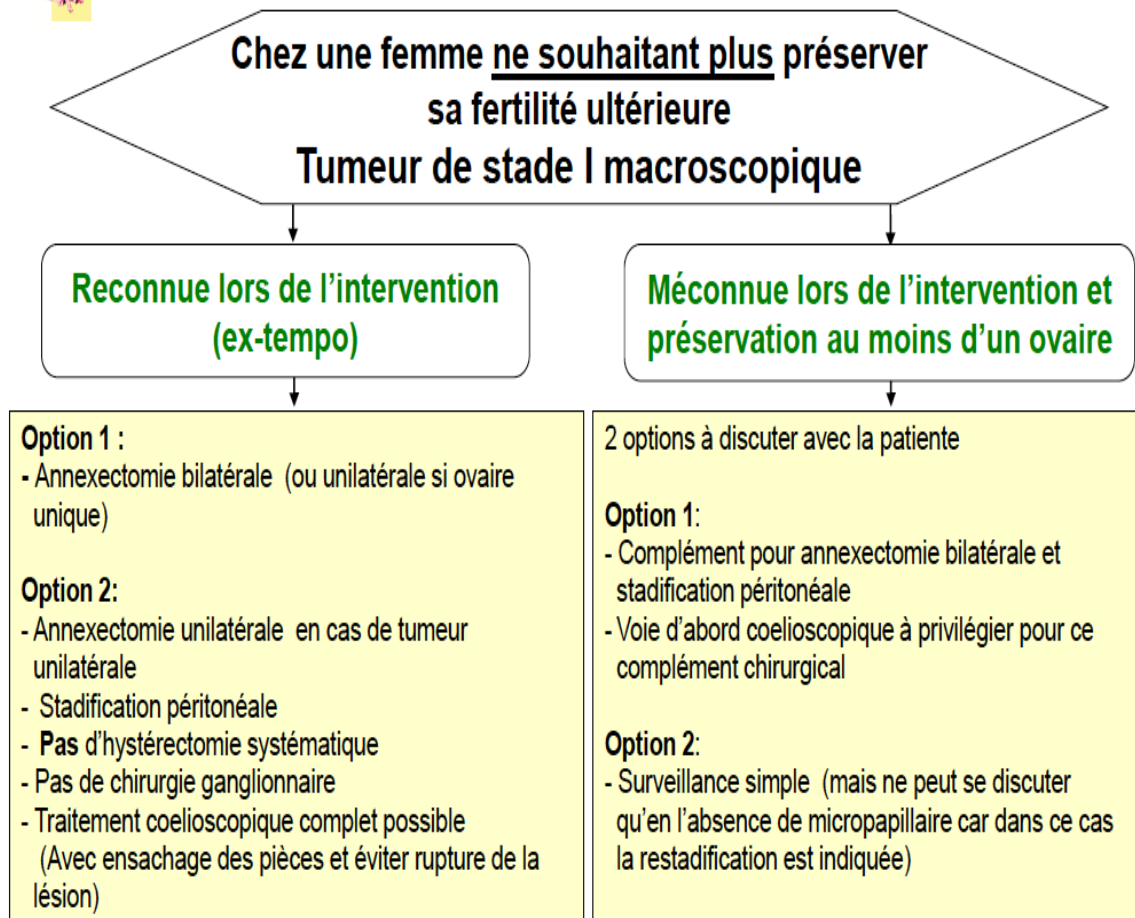 Chez une femme ne souhaitant plus préserver
sa fertilité ultérieure
Tumeur de stade I macroscopique
Reconnue lors de l'intervention
(ex-tempo)
Option 1 :
- Annexectomie bilatérale (ou unilatérale si ovaire
unique)
Option 2:
- Annexectomie unilatérale en cas de tumeur
unilatérale
- Stadification péritonéale
- Pas d'hystérectomie systématique
- Pas de chirurgie ganglionnaire
- Traitement coelioscopique complet possible
(Avec ensachage des pièces et éviter rupture de la
lésion)
Méconnue lors de l'intervention et
préservation au moins d'un ovaire
2 options à discuter avec la patiente
Option 1:
- Complément pour annexectomie bilatérale et
stadification péritonéale
- Voie d'abord coelioscopique à privilégier pour ce
complément chirurgical
Option 2:
- Surveillance simple (mais ne peut se discuter
qu'en l'absence de micropapillaire car dans ce cas
la restadification est indiquée)